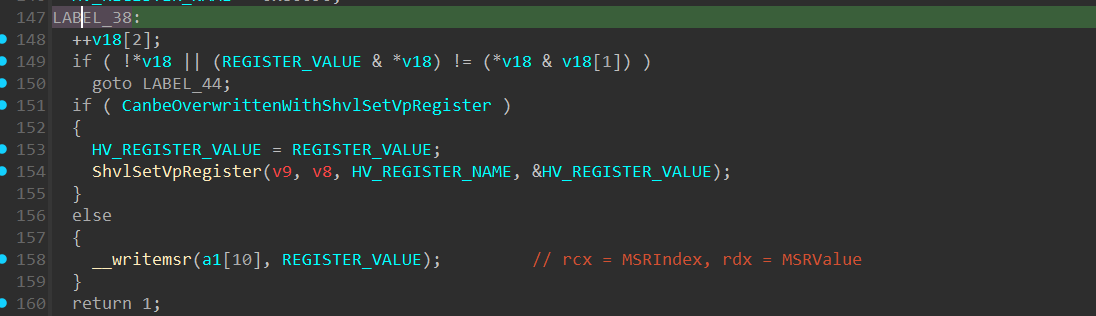 147 LABEL_38:
148 ++v18[2];
149 if ( !*v18 || (REGISTER_VALUE & *v18) != (*v18 & v18[1]) )
150 goto LABEL_44;
151 if ( CanbeOverwrittenWithShvlSetVpRegister )
152 {
153 HV_REGISTER_VALUE = REGISTER_VALUE;
154 ShvlSetVpRegister(v9, v8, HV_REGISTER_NAME, &HV_REGISTER_VALUE);
155 }
156 else
157 {
158 __writemsr(a1[10], REGISTER_VALUE); // rcx = MSRIndex, rdx = MSRValue
159 }
160 return 1;